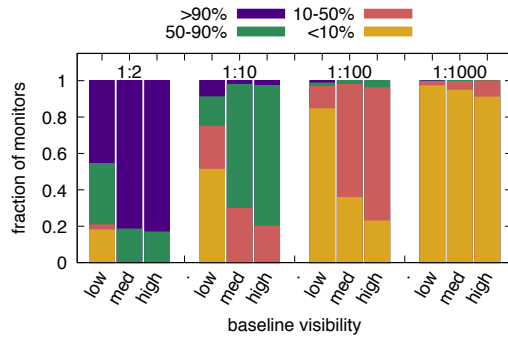 >90% 10-50%
50-90% <10%
1:2 1:10 1:100 1:1000
1
0.8
0.6
0.4
0.2
0
fraction of monitors
low med high . low med high . low med high . low med high
baseline visibility